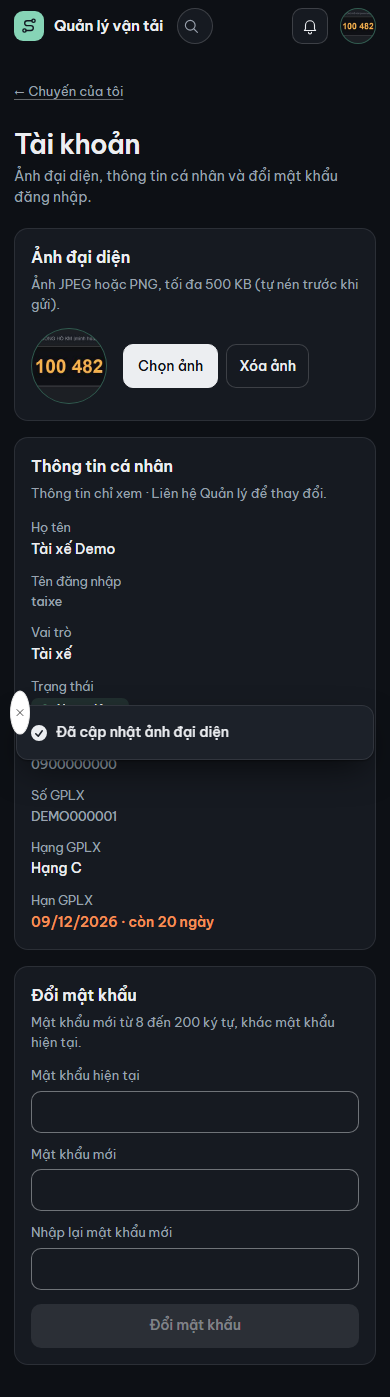 Quản lý vận tải
100 482
← Chuyến của tôi
Tài khoản
Ảnh đại diện, thông tin cá nhân và đổi mật khẩu
đăng nhập.
Ảnh đại diện
Ảnh JPEG hoặc PNG, tối đa 500 KB (tự nén trước khi
gửi).
100 482
Chọn ảnh
Xóa ảnh
Thông tin cá nhân
Thông tin chỉ xem · Liên hệ Quản lý để thay đổi.
Họ tên
Tài xế Demo
Tên đăng nhập
taixe
Vai trò
Tài xế
Trạng thái
Đã cập nhật ảnh đại diện
0900000000
Số GPLX
DEMO000001
Hạng GPLX
Hạng C
Hạn GPLX
09/12/2026 · còn 20 ngày
Đổi mật khẩu
Mật khẩu mới từ 8 đến 200 ký tự, khác mật khẩu
hiện tại.
Mật khẩu hiện tại
Mật khẩu mới
Nhập lại mật khẩu mới
Đổi mật khẩu